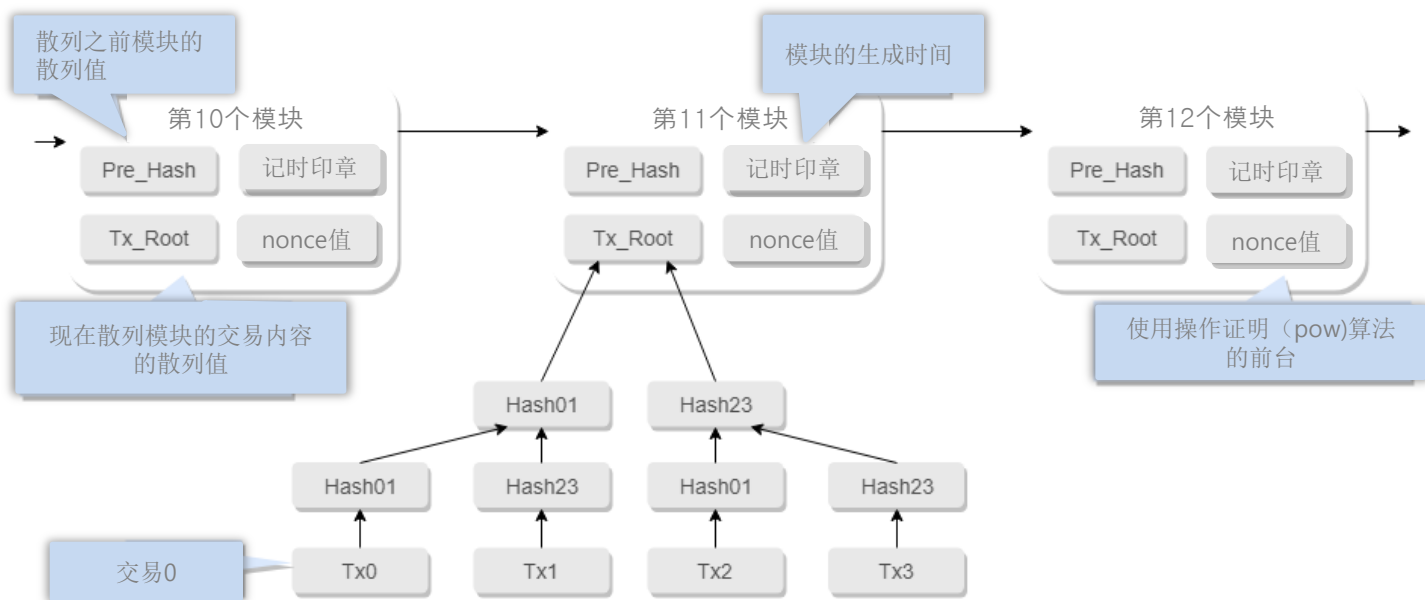 散列之前模块的
散列值
模块的生成时间
第10个模块
第11个模块
第12个模块
Pre_Hash
记时印章
Pre_Hash
记时印章
Pre_Hash
记时印章
Tx_Root
nonce值
Tx_Root
nonce值
Tx_Root
nonce值
现在散列模块的交易内容
的散列值
使用操作证明（pow)算法
的前台
Hash01
Hash23
Hash01
Hash23
Hash01
Hash23
交易0
Tx0
Tx1
Tx2
Tx3